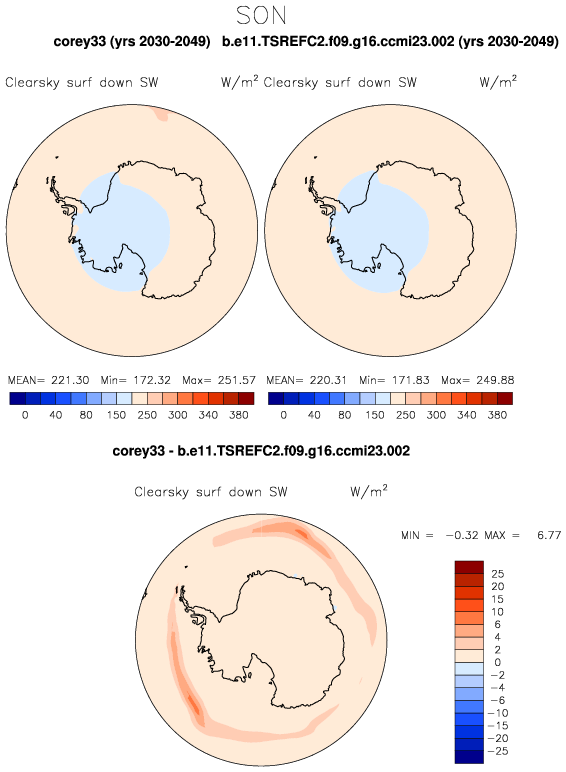 SON
corey33 (yrs 2030-2049) b.e11.TSREFC2.f09.g16.ccmi23.002 (yrs 2030-2049)
Clearsky surf down SW W/m² Clearsky surf down SW W/m²
MEAN= 221.30 Min= 172.32 Max= 251.57 MEAN= 220.31 Min= 171.83 Max= 249.88
0 40 80 150 250 300 340 380 0 40 80 150 250 300 340 380
corey33 - b.e11.TSREFC2.f09.g16.ccmi23.002
Clearsky surf down SW W/m²
MIN = -0.32 MAX = 6.77
25
20
15
10
6
4
2
0
-2
-4
-6
-10
-15
-20
-25